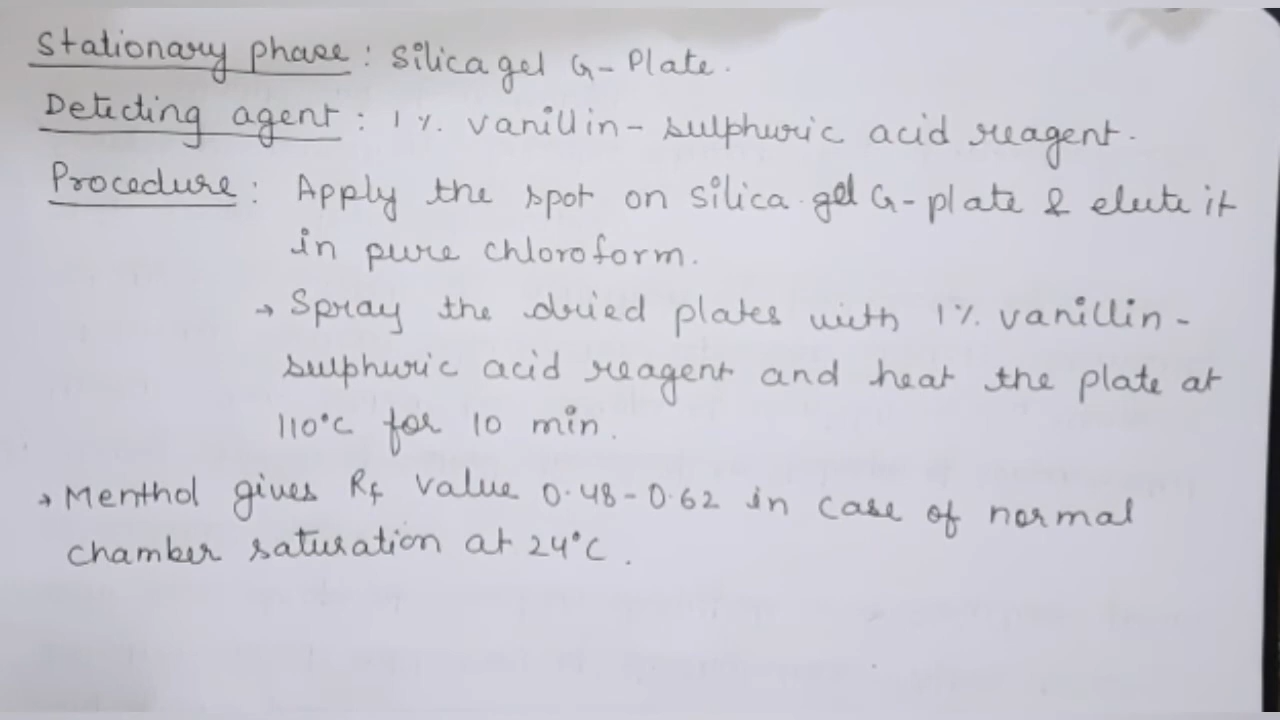 Stationary phase : Silica gel G-Plate.
Detecting agent : 1%. vanillin-sulphuric acid reagent.
Procedure : Apply the spot on silica gel G-plate & elute it
in pure chloroform.
→ Spray the dried plates with 1%. vanillin-
sulphuric acid reagent and heat the plate at
110°C for 10 min.
→ Menthol gives Rf value 0.48-0.62 in case of normal
chamber saturation at 24°C.